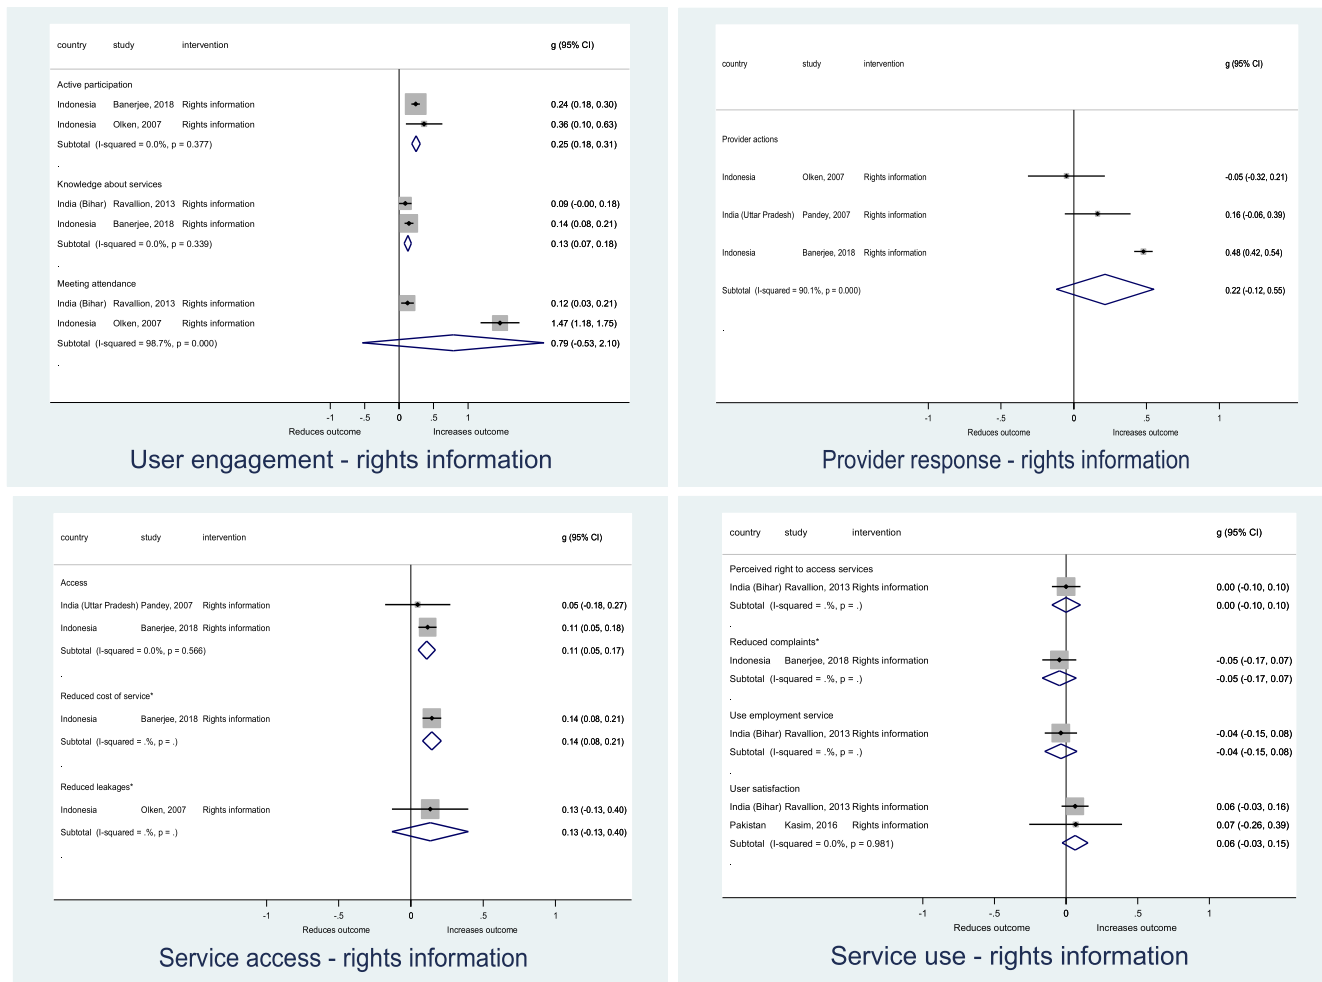 country study intervention g (95% CI)
Active participation
Indonesia Banerjee, 2018 Rights information 0.24 (0.18, 0.30)
Indonesia Olken, 2007 Rights information 0.36 (0.10, 0.63)
Subtotal (I-squared = 0.0%, p = 0.377) 0.25 (0.18, 0.31)
.
Knowledge about services
India (Bihar) Ravallion, 2013 Rights information 0.09 (-0.00, 0.18)
Indonesia Banerjee, 2018 Rights information 0.14 (0.08, 0.21)
Subtotal (I-squared = 0.0%, p = 0.339) 0.13 (0.07, 0.18)
.
Meeting attendance
India (Bihar) Ravallion, 2013 Rights information 0.12 (0.03, 0.21)
Indonesia Olken, 2007 Rights information 1.47 (1.18, 1.75)
Subtotal (I-squared = 98.7%, p = 0.000) 0.79 (-0.53, 2.10)
.
-1 -.5 0 .5 1
Reduces outcome Increases outcome
User engagement - rights information
country study intervention g (95% CI)
Provider actions
Indonesia Olken, 2007 Rights information -0.05 (-0.32, 0.21)
India (Uttar Pradesh) Pandey, 2007 Rights information 0.16 (-0.06, 0.39)
Indonesia Banerjee, 2018 Rights information 0.48 (0.42, 0.54)
Subtotal (I-squared = 90.1%, p = 0.000) 0.22 (-0.12, 0.55)
.
-1 -.5 0 .5 1
Reduces outcome Increases outcome
Provider response - rights information
country study intervention g (95% CI)
Access
India (Uttar Pradesh) Pandey, 2007 Rights information 0.05 (-0.18, 0.27)
Indonesia Banerjee, 2018 Rights information 0.11 (0.05, 0.18)
Subtotal (I-squared = 0.0%, p = 0.566) 0.11 (0.05, 0.17)
.
Reduced cost of service*
Indonesia Banerjee, 2018 Rights information 0.14 (0.08, 0.21)
Subtotal (I-squared = .%, p = .) 0.14 (0.08, 0.21)
.
Reduced leakages*
Indonesia Olken, 2007 Rights information 0.13 (-0.13, 0.40)
Subtotal (I-squared = .%, p = .) 0.13 (-0.13, 0.40)
.
-1 -.5 0 .5 1
Reduces outcome Increases outcome
Service access - rights information
country study intervention g (95% CI)
Perceived right to access services
India (Bihar) Ravallion, 2013 Rights information 0.00 (-0.10, 0.10)
Subtotal (I-squared = .%, p = .) 0.00 (-0.10, 0.10)
.
Reduced complaints*
Indonesia Banerjee, 2018 Rights information -0.05 (-0.17, 0.07)
Subtotal (I-squared = .%, p = .) -0.05 (-0.17, 0.07)
.
Use employment service
India (Bihar) Ravallion, 2013 Rights information -0.04 (-0.15, 0.08)
Subtotal (I-squared = .%, p = .) -0.04 (-0.15, 0.08)
.
User satisfaction
India (Bihar) Ravallion, 2013 Rights information 0.06 (-0.03, 0.16)
Pakistan Kasim, 2016 Rights information 0.07 (-0.26, 0.39)
Subtotal (I-squared = 0.0%, p = 0.981) 0.06 (-0.03, 0.15)
.
-1 -.5 0 .5 1
Reduces outcome Increases outcome
Service use - rights information